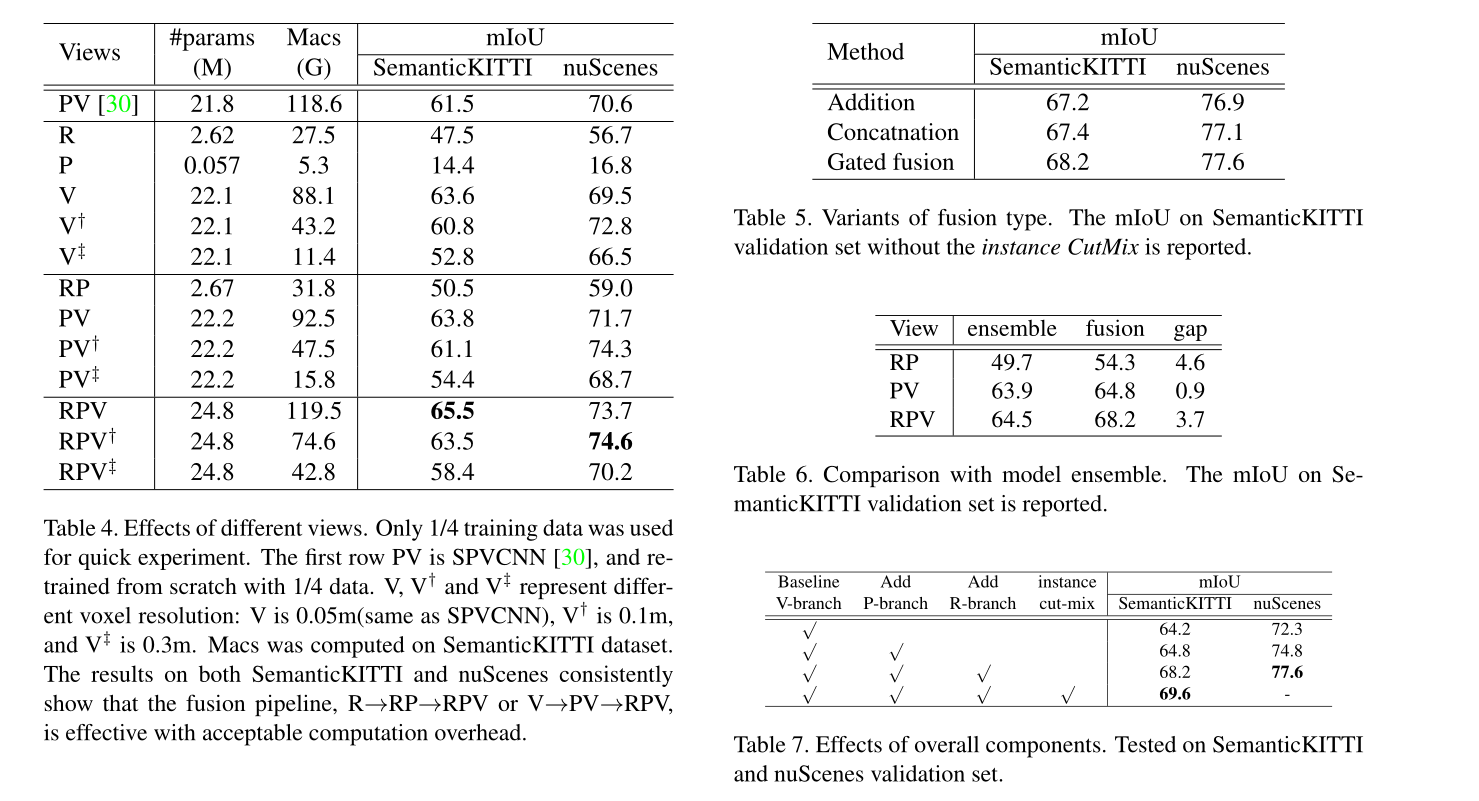 Views #params Macs mIoU
(M) (G) SemanticKITTI nuScenes
PV [30] 21.8 118.6 61.5 70.6
R 2.62 27.5 47.5 56.7
P 0.057 5.3 14.4 16.8
V 22.1 88.1 63.6 69.5
V† 22.1 43.2 60.8 72.8
V‡ 22.1 11.4 52.8 66.5
RP 2.67 31.8 50.5 59.0
PV 22.2 92.5 63.8 71.7
PV† 22.2 47.5 61.1 74.3
PV‡ 22.2 15.8 54.4 68.7
RPV 24.8 119.5 65.5 73.7
RPV† 24.8 74.6 63.5 74.6
RPV‡ 24.8 42.8 58.4 70.2
Table 4. Effects of different views. Only 1/4 training data was used
for quick experiment. The first row PV is SPVCNN [30], and re-
trained from scratch with 1/4 data. V, V† and V‡ represent differ-
ent voxel resolution: V is 0.05m(same as SPVCNN), V† is 0.1m,
and V‡ is 0.3m. Macs was computed on SemanticKITTI dataset.
The results on both SemanticKITTI and nuScenes consistently
show that the fusion pipeline, R→RP→RPV or V→PV→RPV,
is effective with acceptable computation overhead.
Method mIoU
SemanticKITTI nuScenes
Addition 67.2 76.9
Concatnation 67.4 77.1
Gated fusion 68.2 77.6
Table 5. Variants of fusion type. The mIoU on SemanticKITTI
validation set without the instance CutMix is reported.
View ensemble fusion gap
RP 49.7 54.3 4.6
PV 63.9 64.8 0.9
RPV 64.5 68.2 3.7
Table 6. Comparison with model ensemble. The mIoU on Se-
manticKITTI validation set is reported.
Baseline Add Add instance mIoU
V-branch P-branch R-branch cut-mix SemanticKITTI nuScenes
√ 64.2 72.3
√ √ 64.8 74.8
√ √ √ 68.2 77.6
√ √ √ √ 69.6 -
Table 7. Effects of overall components. Tested on SemanticKITTI
and nuScenes validation set.